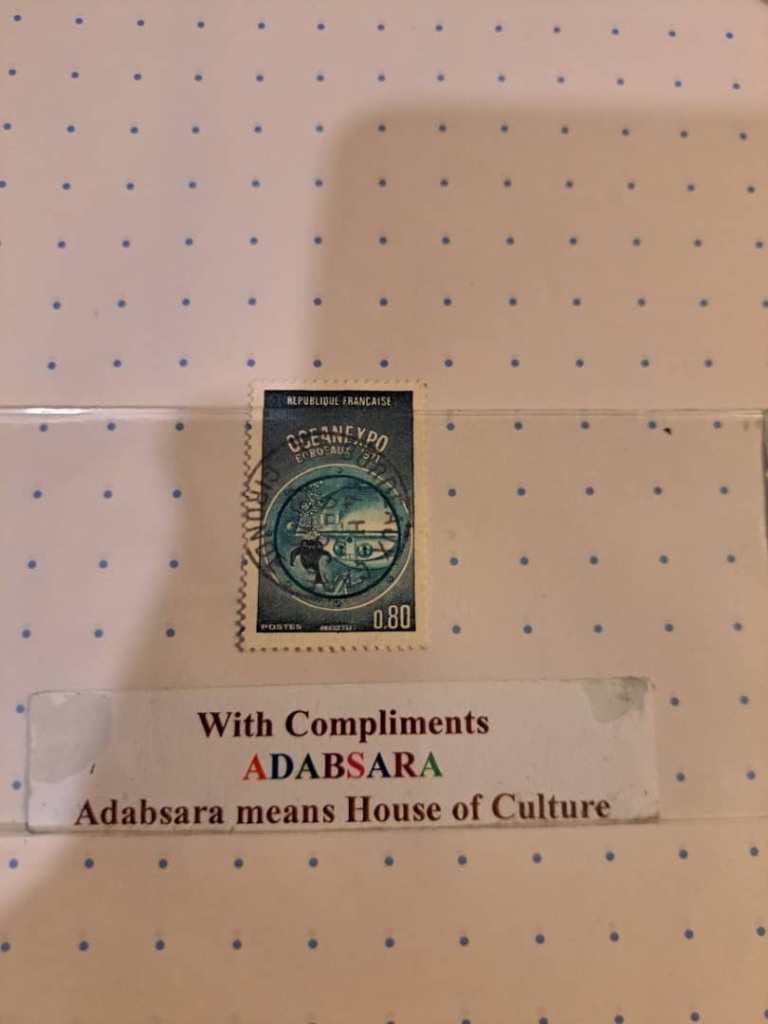 REPUBLIQUE FRANÇAISE
OCEANEXPO
BORDEAUX 1971
POSTES
0.80
With Compliments
ADABSARA
Adabsara means House of Culture